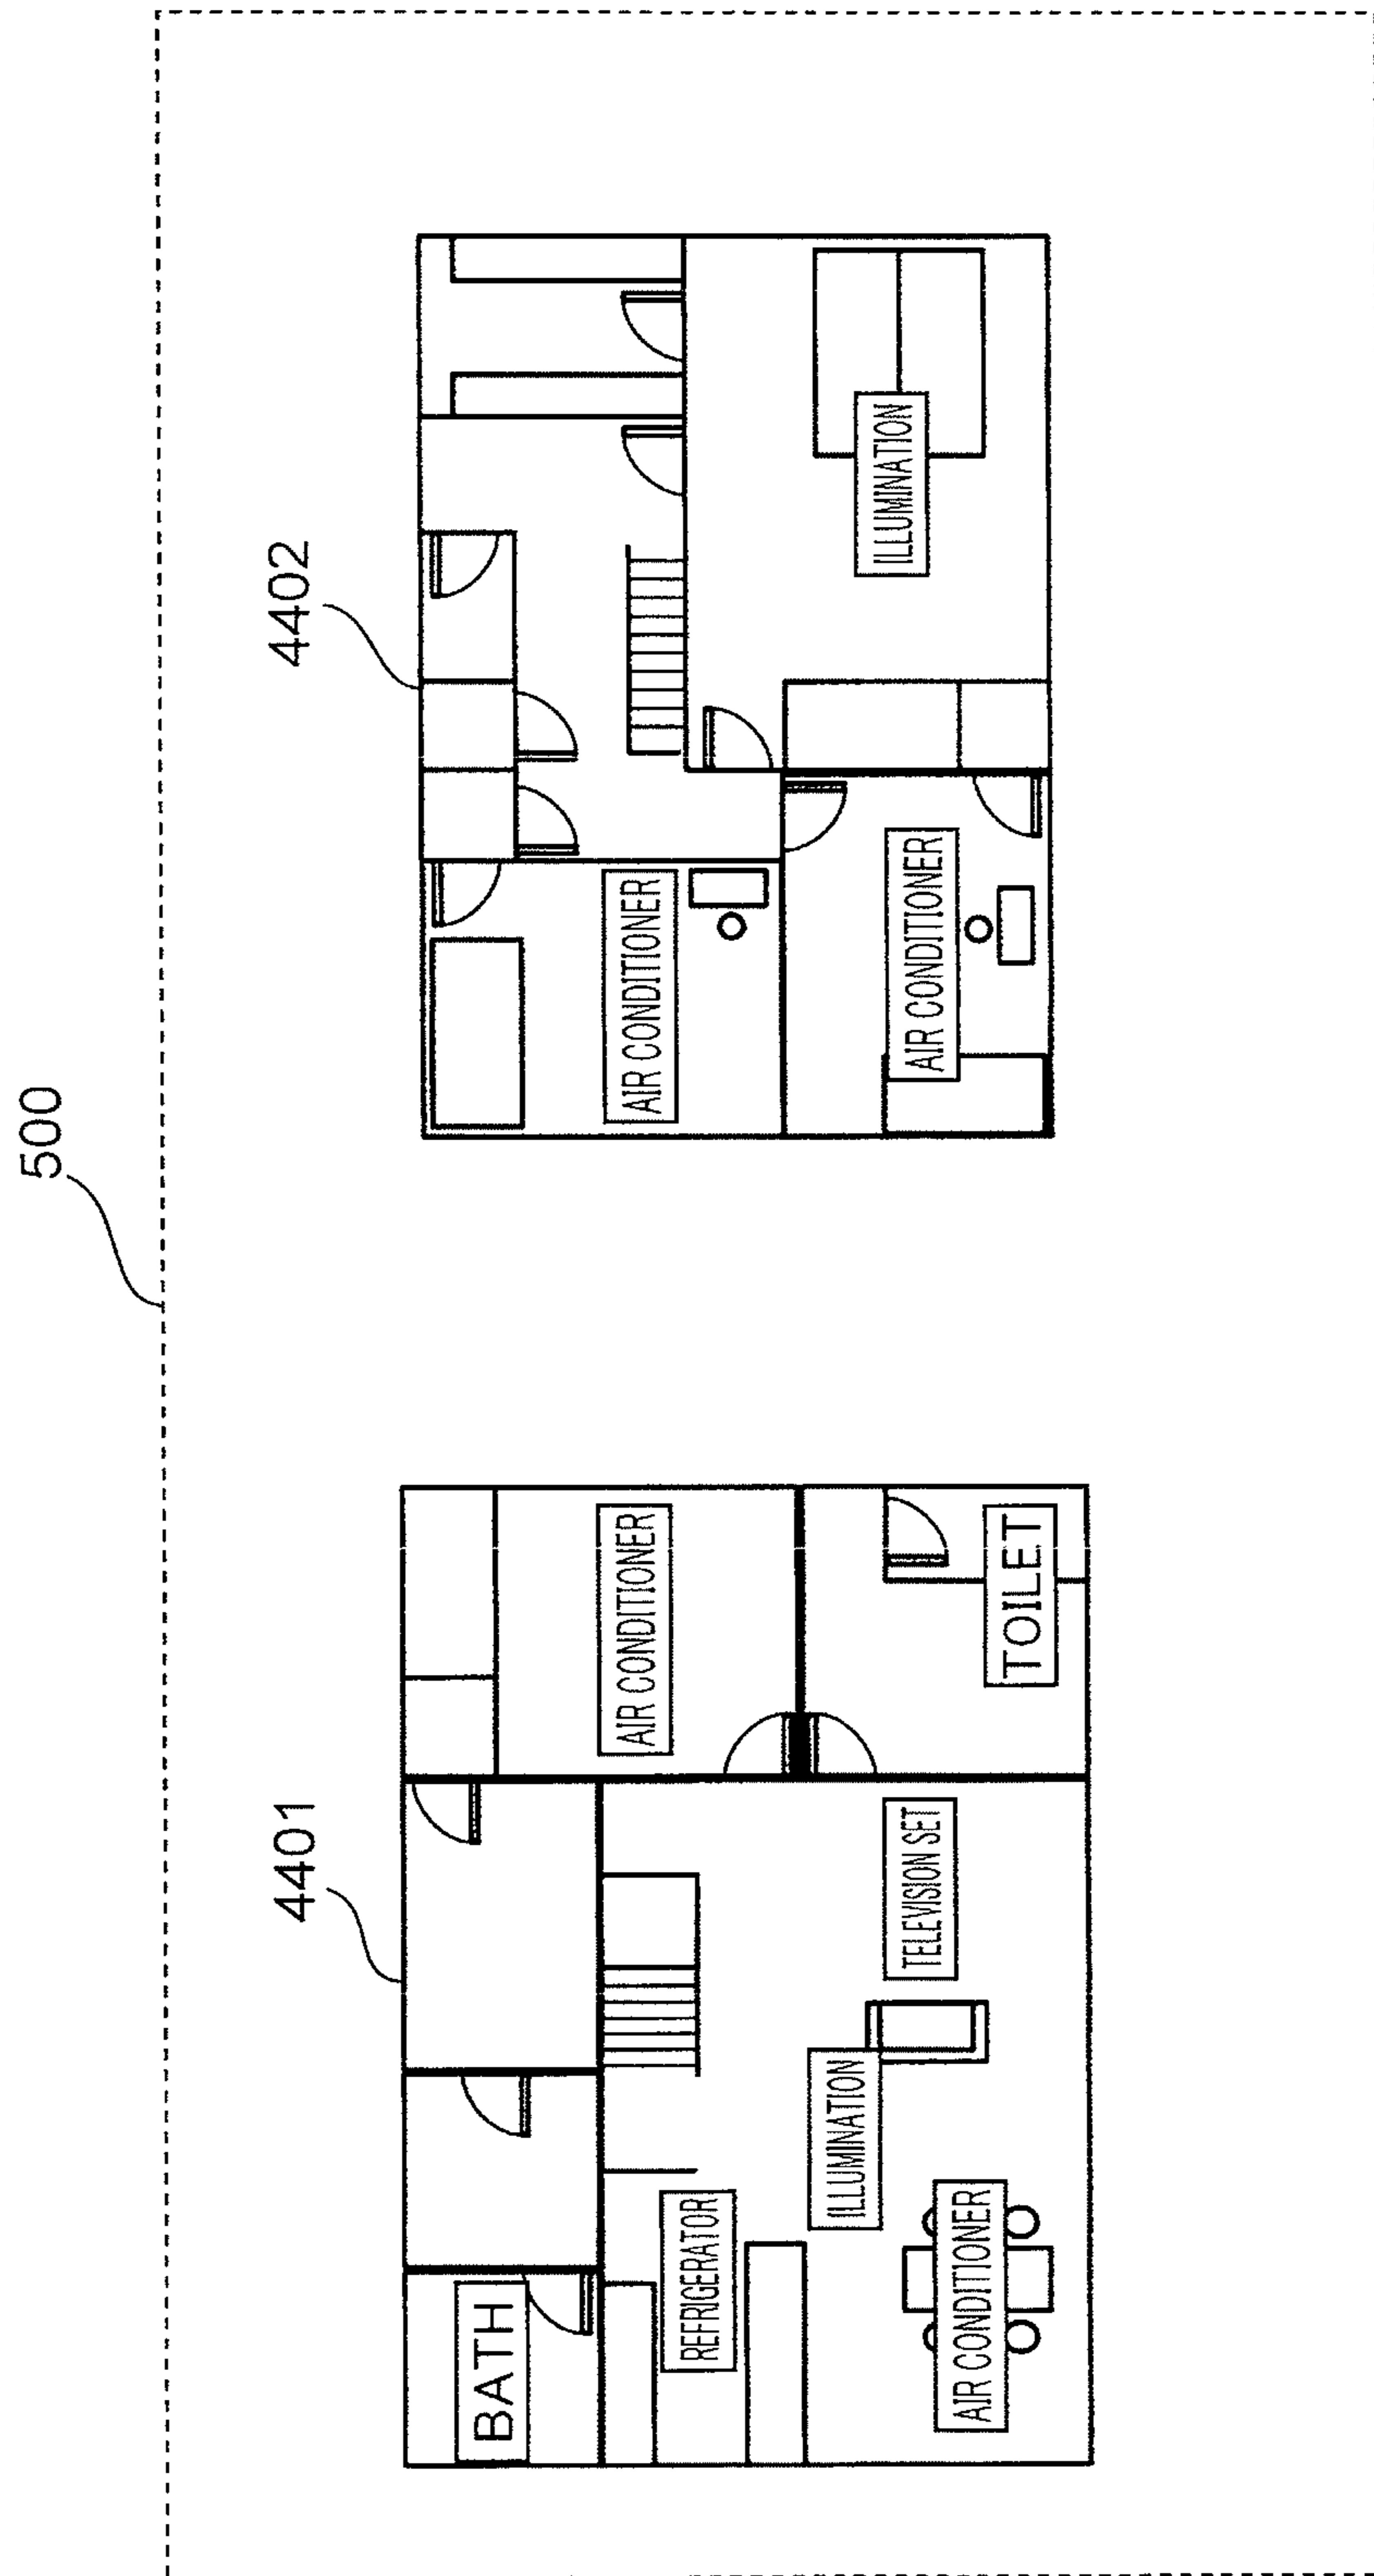 500
4401
BATH
AIR CONDITIONER
REFRIGERATOR
ILLUMINATION
TELEVISION SET
AIR CONDITIONER
TOILET
4402
AIR CONDITIONER
AIR CONDITIONER
ILLUMINATION